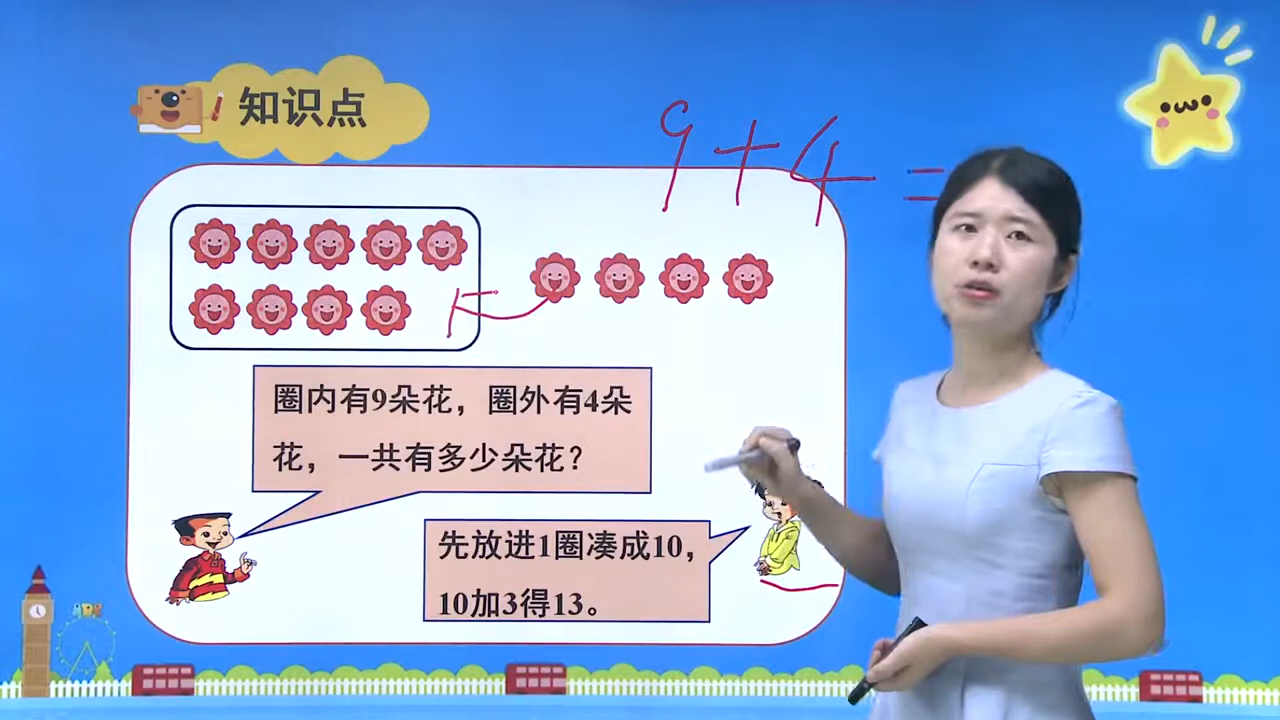 知识点
9+4=
圈内有9朵花，圈外有4朵
花，一共有多少朵花？
先放进1圈凑成10，
10加3得13。